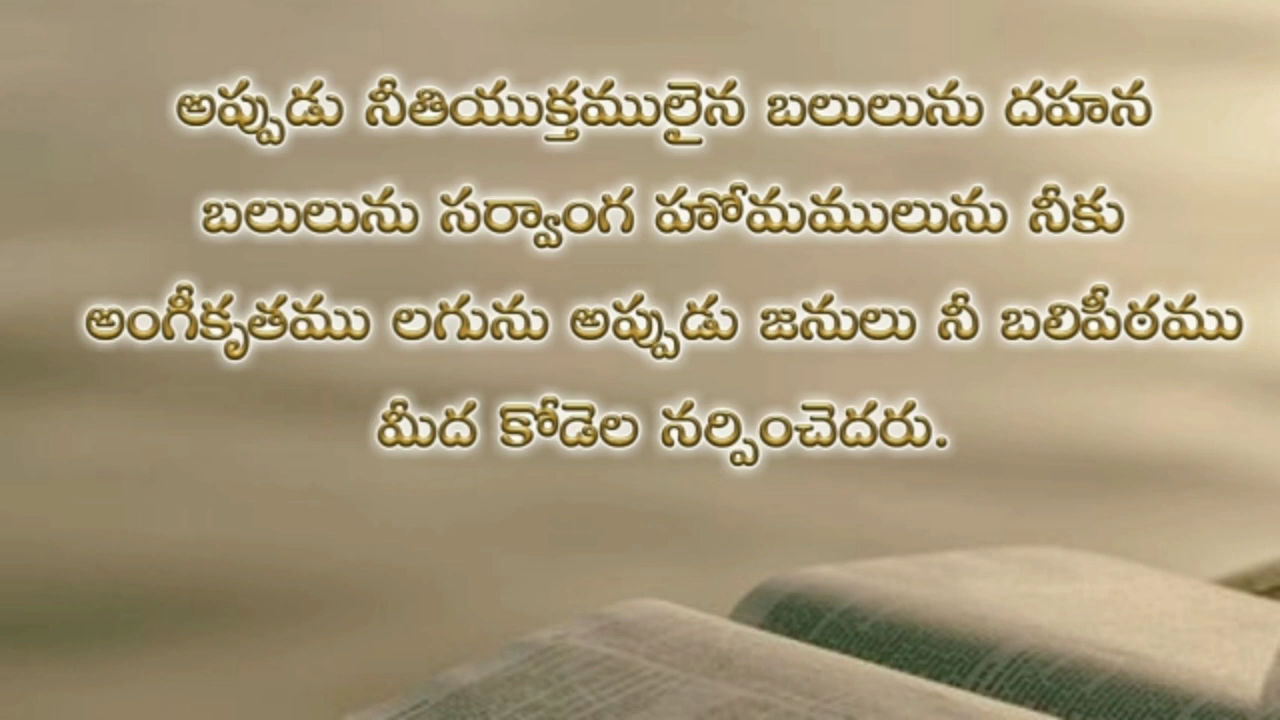 అప్పుడు నీతియుక్తములైన బలులును దహన
బలులును సర్వాంగ హోమములును నీకు
అంగీకృతము లగును అప్పుడు జనులు నీ బలిపీఠము
మీద కోడెల నర్పించెదరు.